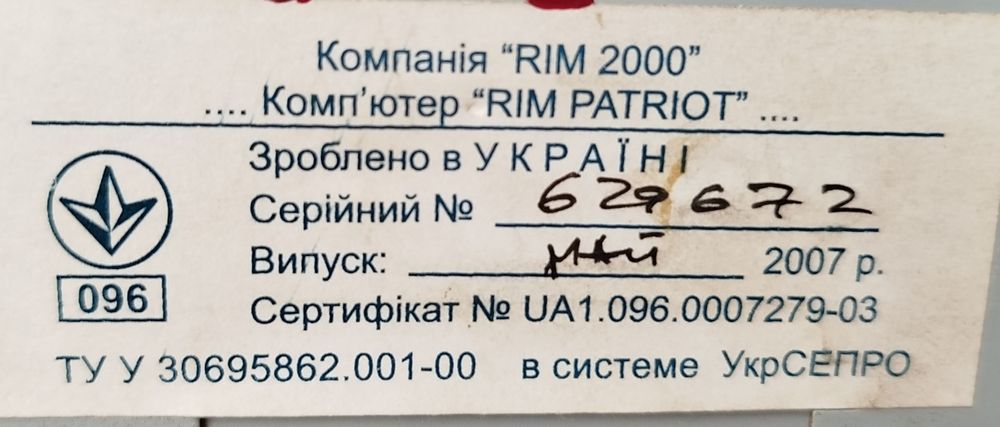 Компанія “RIM 2000”
.... Комп'ютер “RIM PATRIOT” ....
Зроблено в У К Р А Ї Н І
Серійний № 629672
Випуск: май 2007 р.
096
Сертифікат № UA1.096.0007279-03
ТУ У 30695862.001-00 в системе УкрСЕПРО